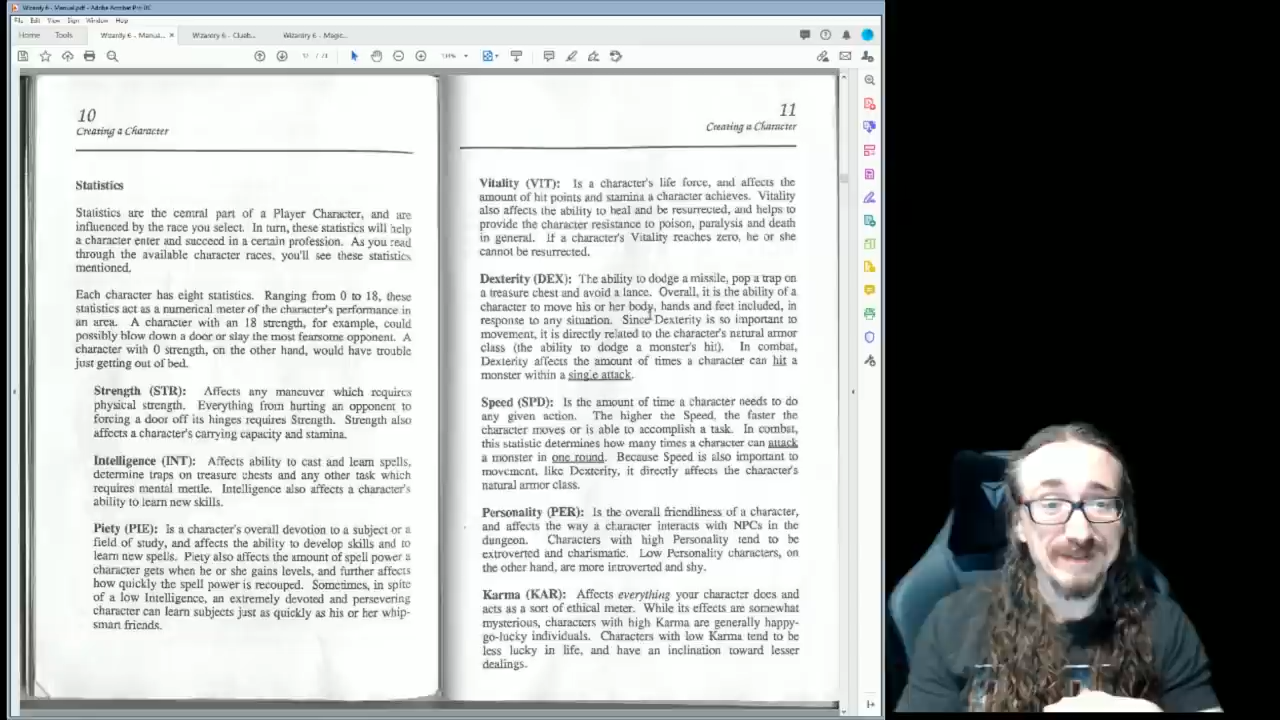 Wizardry 6 - Manual.pdf - Adobe Acrobat Pro DC
File Edit View Sign Window Help
Home Tools Wizardry 6 - Manua... × Wizardry 6 - Clueb... Wizardry 6 - Magic...
10
Creating a Character
Statistics
Statistics are the central part of a Player Character, and are
influenced by the race you select. In turn, these statistics will help
a character enter and succeed in a certain profession. As you read
through the available character races, you'll see these statistics
mentioned.
Each character has eight statistics. Ranging from 0 to 18, these
statistics act as a numerical meter of the character's performance in
an area. A character with an 18 strength, for example, could
possibly blow down a door or slay the most fearsome opponent. A
character with 0 strength, on the other hand, would have trouble
just getting out of bed.
Strength (STR): Affects any maneuver which requires
physical strength. Everything from hurting an opponent to
forcing a door off its hinges requires Strength. Strength also
affects a character's carrying capacity and stamina.
Intelligence (INT): Affects ability to cast and learn spells,
determine traps on treasure chests and any other task which
requires mental mettle. Intelligence also affects a character's
ability to learn new skills.
Piety (PIE): Is a character's overall devotion to a subject or a
field of study, and affects the ability to develop skills and to
learn new spells. Piety also affects the amount of spell power a
character gets when he or she gains levels, and further affects
how quickly the spell power is recouped. Sometimes, in spite
of a low Intelligence, an extremely devoted and persevering
character can learn subjects just as quickly as his or her whip-
smart friends.
11
Creating a Character
Vitality (VIT): Is a character's life force, and affects the
amount of hit points and stamina a character achieves. Vitality
also affects the ability to heal and be resurrected, and helps to
provide the character resistance to poison, paralysis and death
in general. If a character's Vitality reaches zero, he or she
cannot be resurrected.
Dexterity (DEX): The ability to dodge a missile, pop a trap on
a treasure chest and avoid a lance. Overall, it is the ability of a
character to move his or her body, hands and feet included, in
response to any situation. Since Dexterity is so important to
movement, it is directly related to the character's natural armor
class (the ability to dodge a monster's hit). In combat,
Dexterity affects the amount of times a character can hit a
monster within a single attack.
Speed (SPD): Is the amount of time a character needs to do
any given action. The higher the Speed, the faster the
character moves or is able to accomplish a task. In combat,
this statistic determines how many times a character can attack
a monster in one round. Because Speed is also important to
movement, like Dexterity, it directly affects the character's
natural armor class.
Personality (PER): Is the overall friendliness of a character,
and affects the way a character interacts with NPCs in the
dungeon. Characters with high Personality tend to be
extroverted and charismatic. Low Personality characters, on
the other hand, are more introverted and shy.
Karma (KAR): Affects everything your character does and
acts as a sort of ethical meter. While its effects are somewhat
mysterious, characters with high Karma are generally happy-
go-lucky individuals. Characters with low Karma tend to be
less lucky in life, and have an inclination toward lesser
dealings.